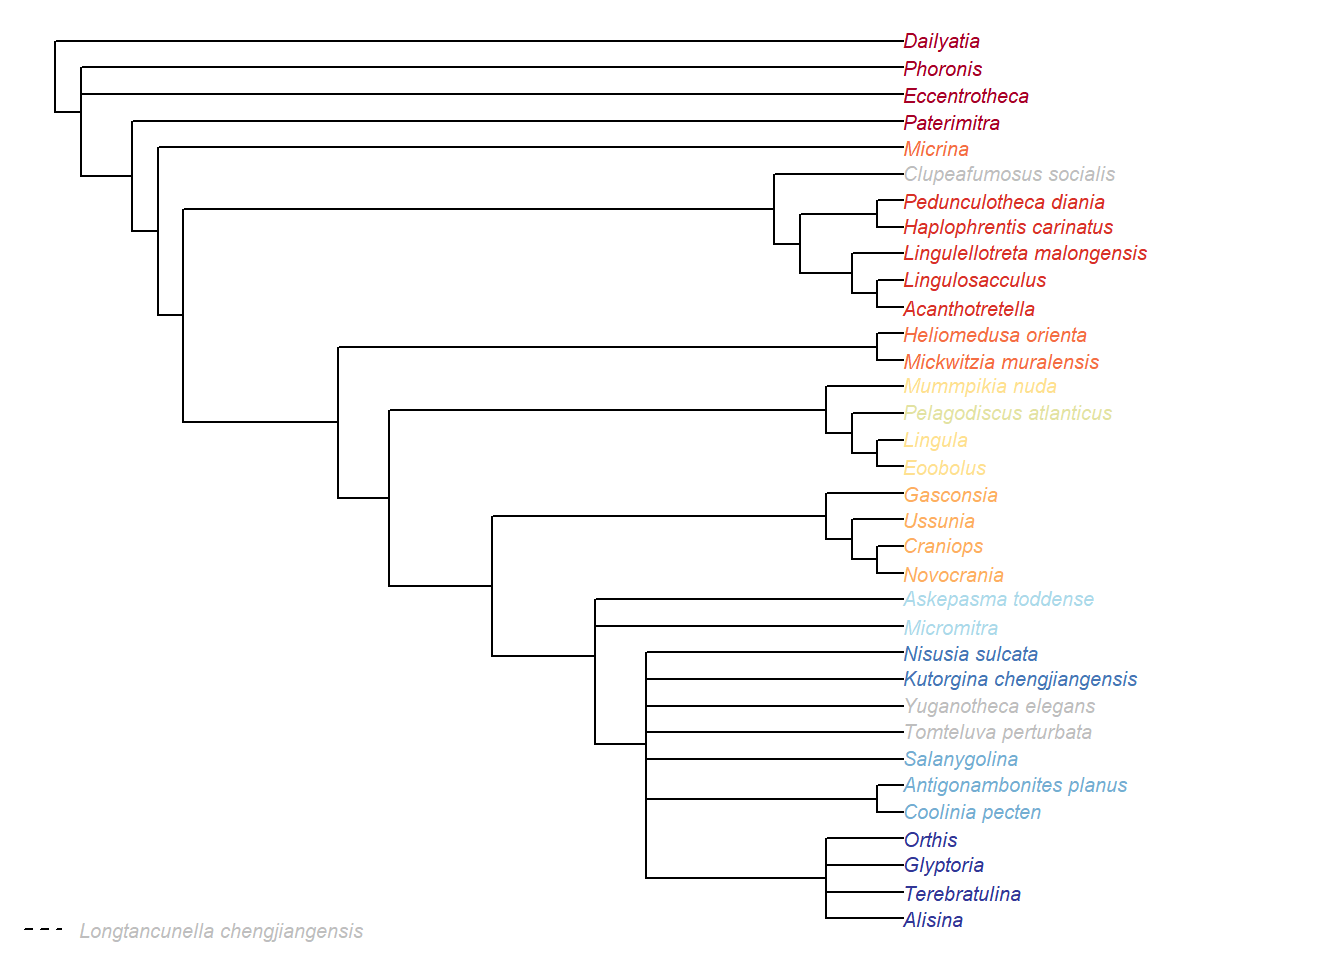 Dailyatia
Phoronis
Eccentrotheca
Paterimitra
Micrina
Clupeafumosus socialis
Pedunculotheca diania
Haplophrentis carinatus
Lingulellotreta malongensis
Lingulosacculus
Acanthotretella
Heliomedusa orienta
Mickwitzia muralensis
Mummpikia nuda
Pelagodiscus atlanticus
Lingula
Eoobolus
Gasconsia
Ussunia
Craniops
Novocrania
Askepasma toddense
Micromitra
Nisusia sulcata
Kutorgina chengjiangensis
Yuganotheca elegans
Tomteluva perturbata
Salanygolina
Antigonambonites planus
Coolinia pecten
Orthis
Glyptoria
Terebratulina
Alisina
Longtancunella chengjiangensis